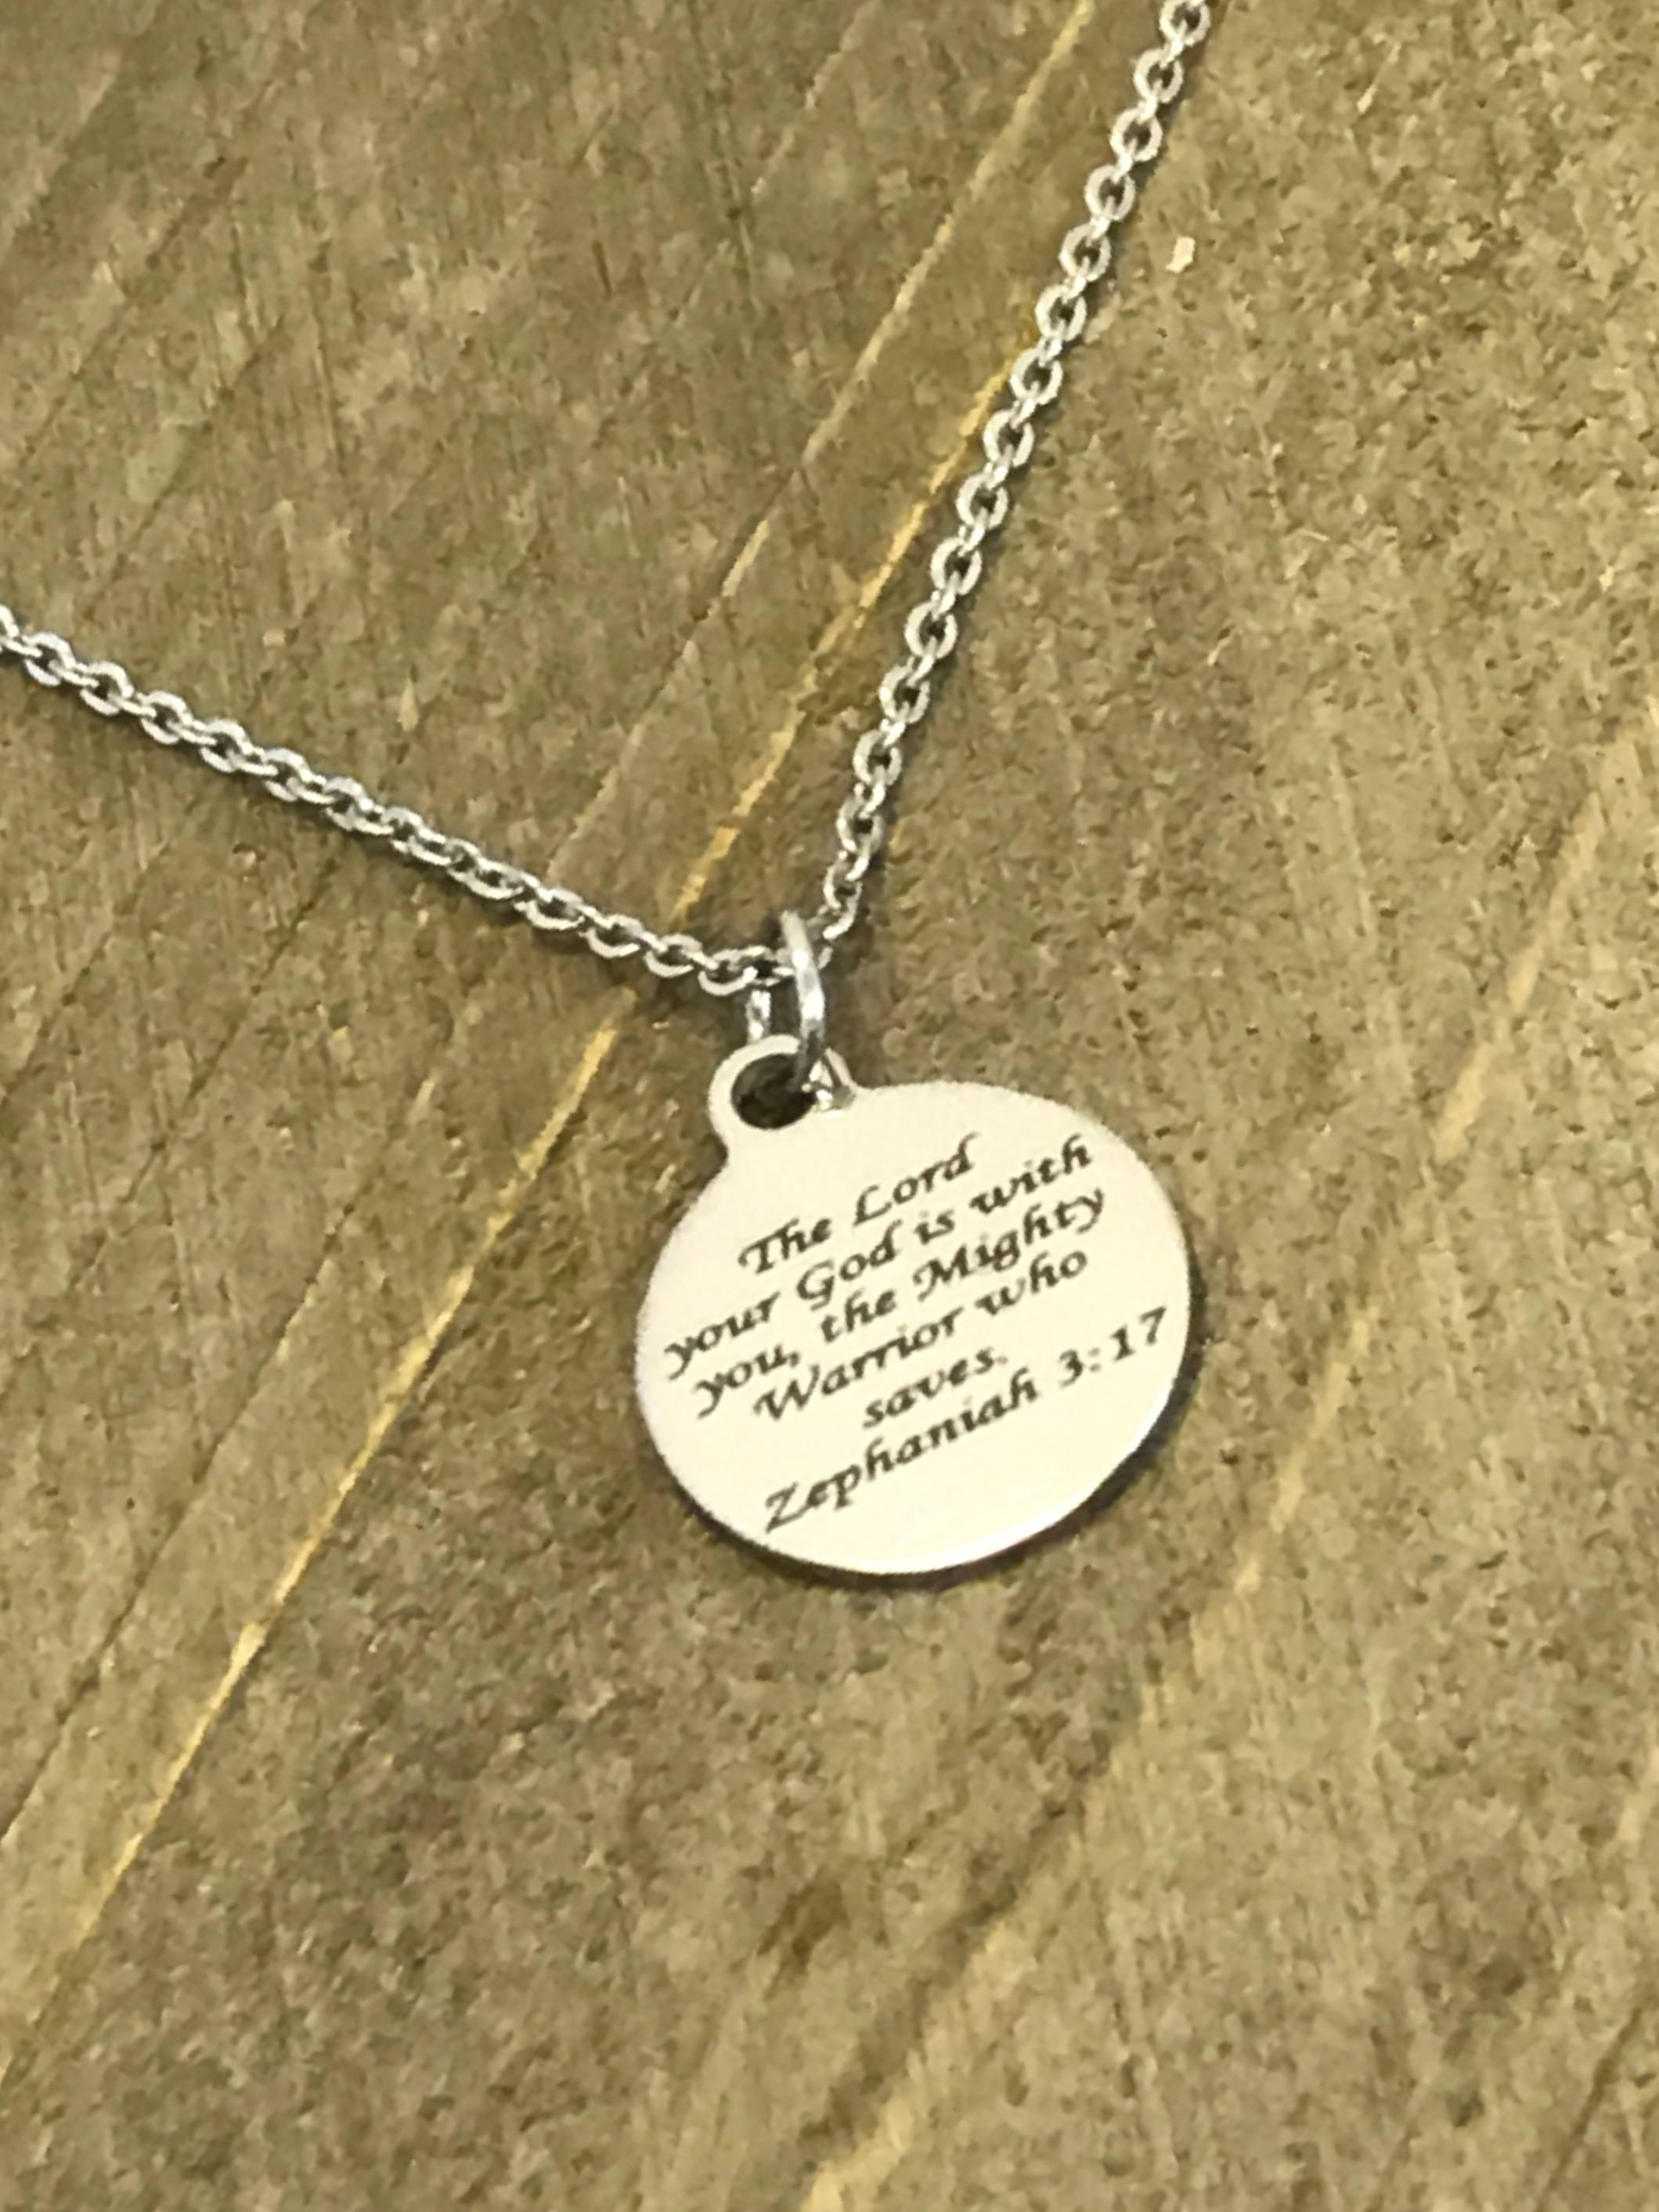 The Lord
your God is with
you, the Mighty
Warrior who
saves.
Zephaniah 3:17